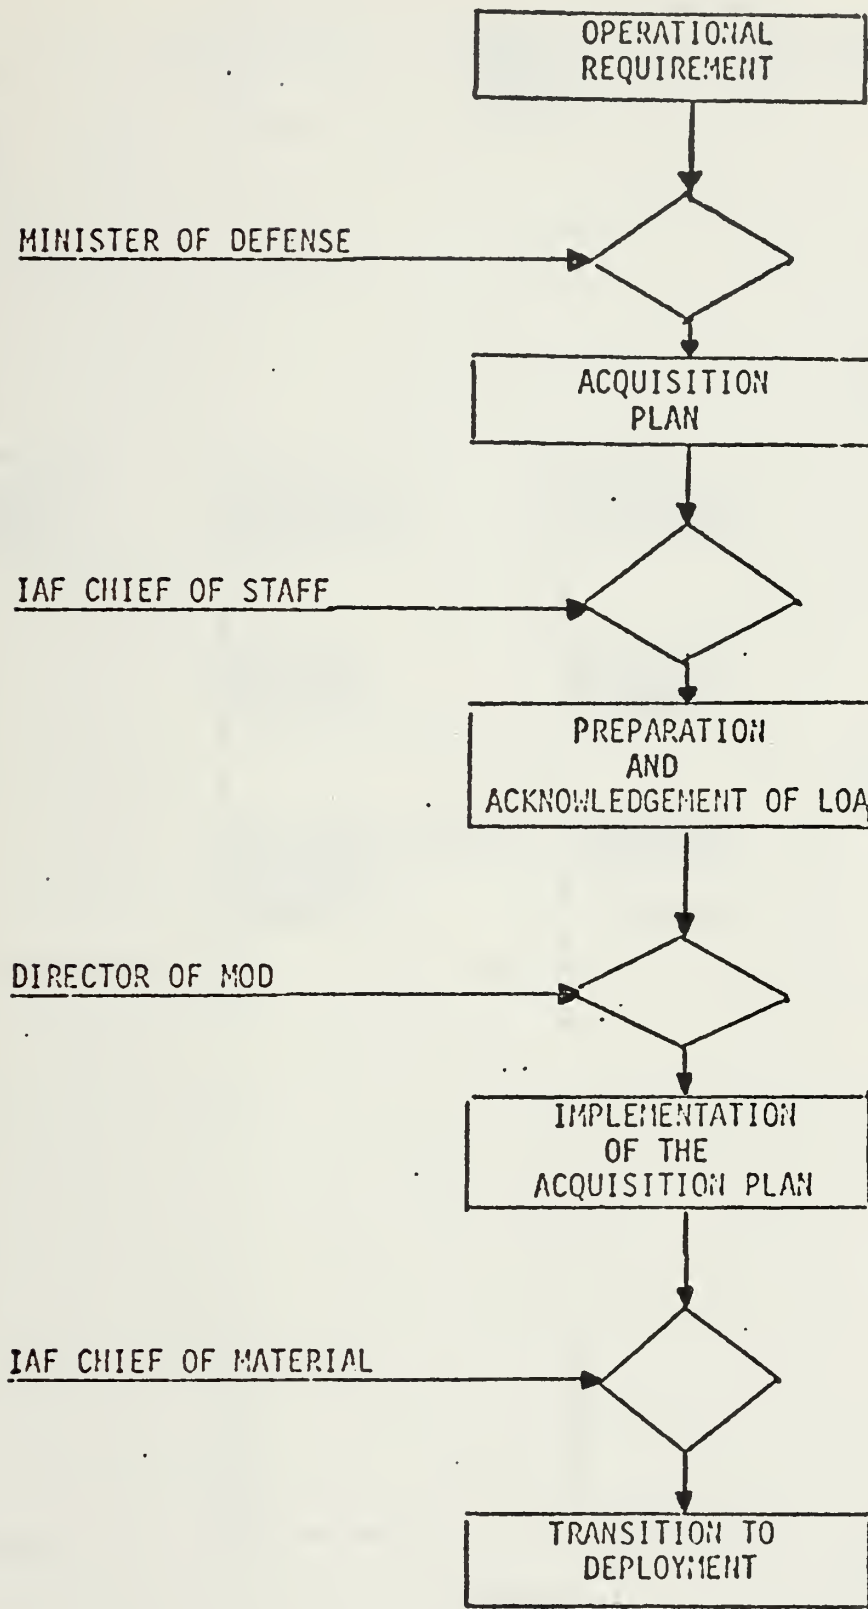 OPERATIONAL
REQUIREMENT
MINISTER OF DEFENSE
ACQUISITION
PLAN
IAF CHIEF OF STAFF
PREPARATION
AND
ACKNOWLEDGEMENT OF LOA
DIRECTOR OF MOD
IMPLEMENTATION
OF THE
ACQUISITION PLAN
IAF CHIEF OF MATERIAL
TRANSITION TO
DEPLOYMENT